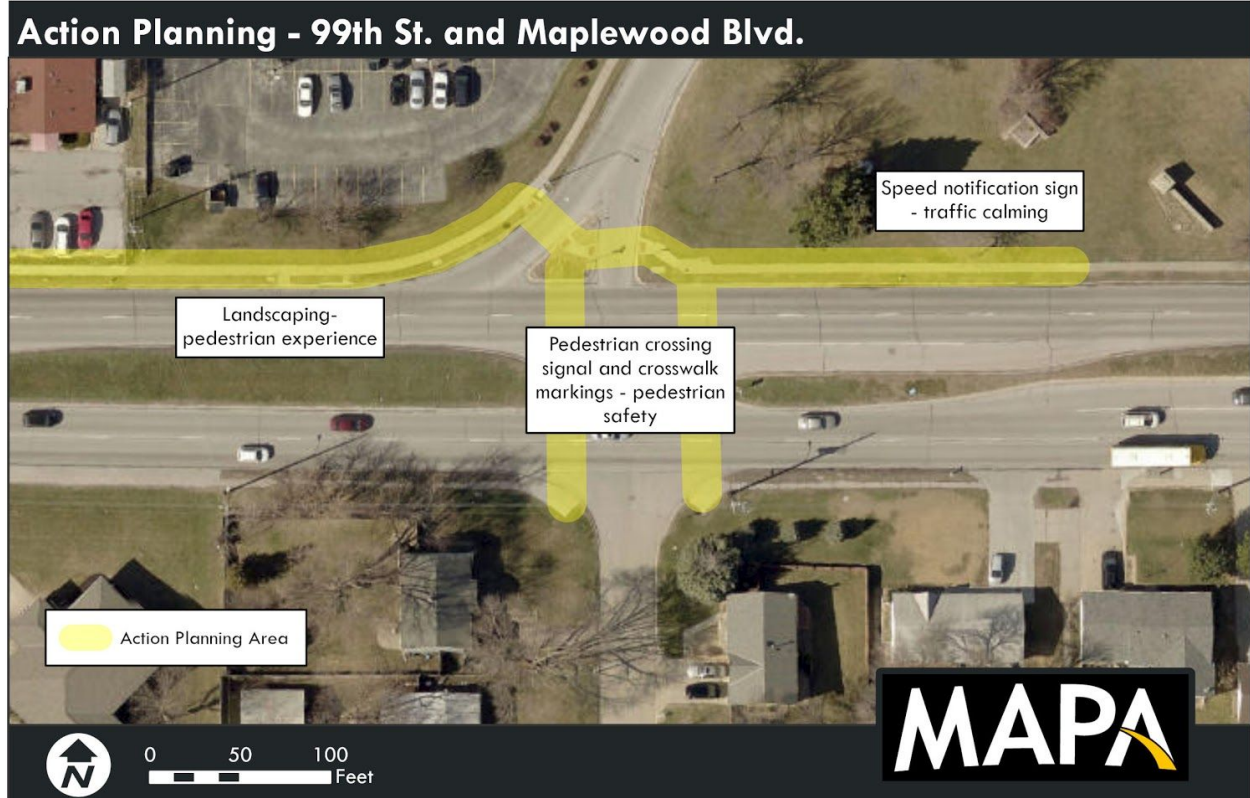 Action Planning - 99th St. and Maplewood Blvd.
Speed notification sign
- traffic calming
Landscaping-
pedestrian experience
Pedestrian crossing
signal and crosswalk
markings - pedestrian
safety
Action Planning Area
N
0 50 100
Feet
MAPA